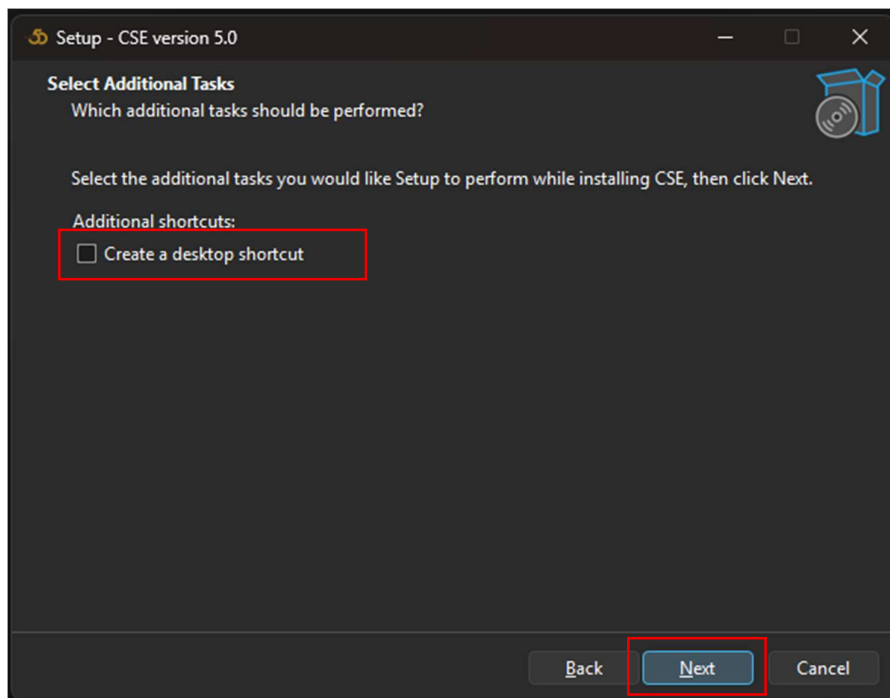 Setup - CSE version 5.0
Select Additional Tasks
Which additional tasks should be performed?
Select the additional tasks you would like Setup to perform while installing CSE, then click Next.
Additional shortcuts:
Create a desktop shortcut
Back
Next
Cancel